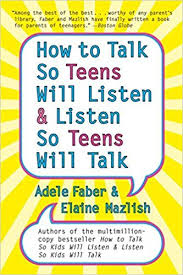 "Among the best of the best . . . worthy of any parent's
library, Faber and Mazlish have finally written a book
for parents of teenagers." —Boston Globe
How to Talk
So Teens
Will Listen
& Listen
So Teens
Will Talk
Adele Faber &
Elaine Mazlish
Authors of the multimillion-
copy bestseller How to Talk
So Kids Will Listen & Listen
So Kids Will Talk